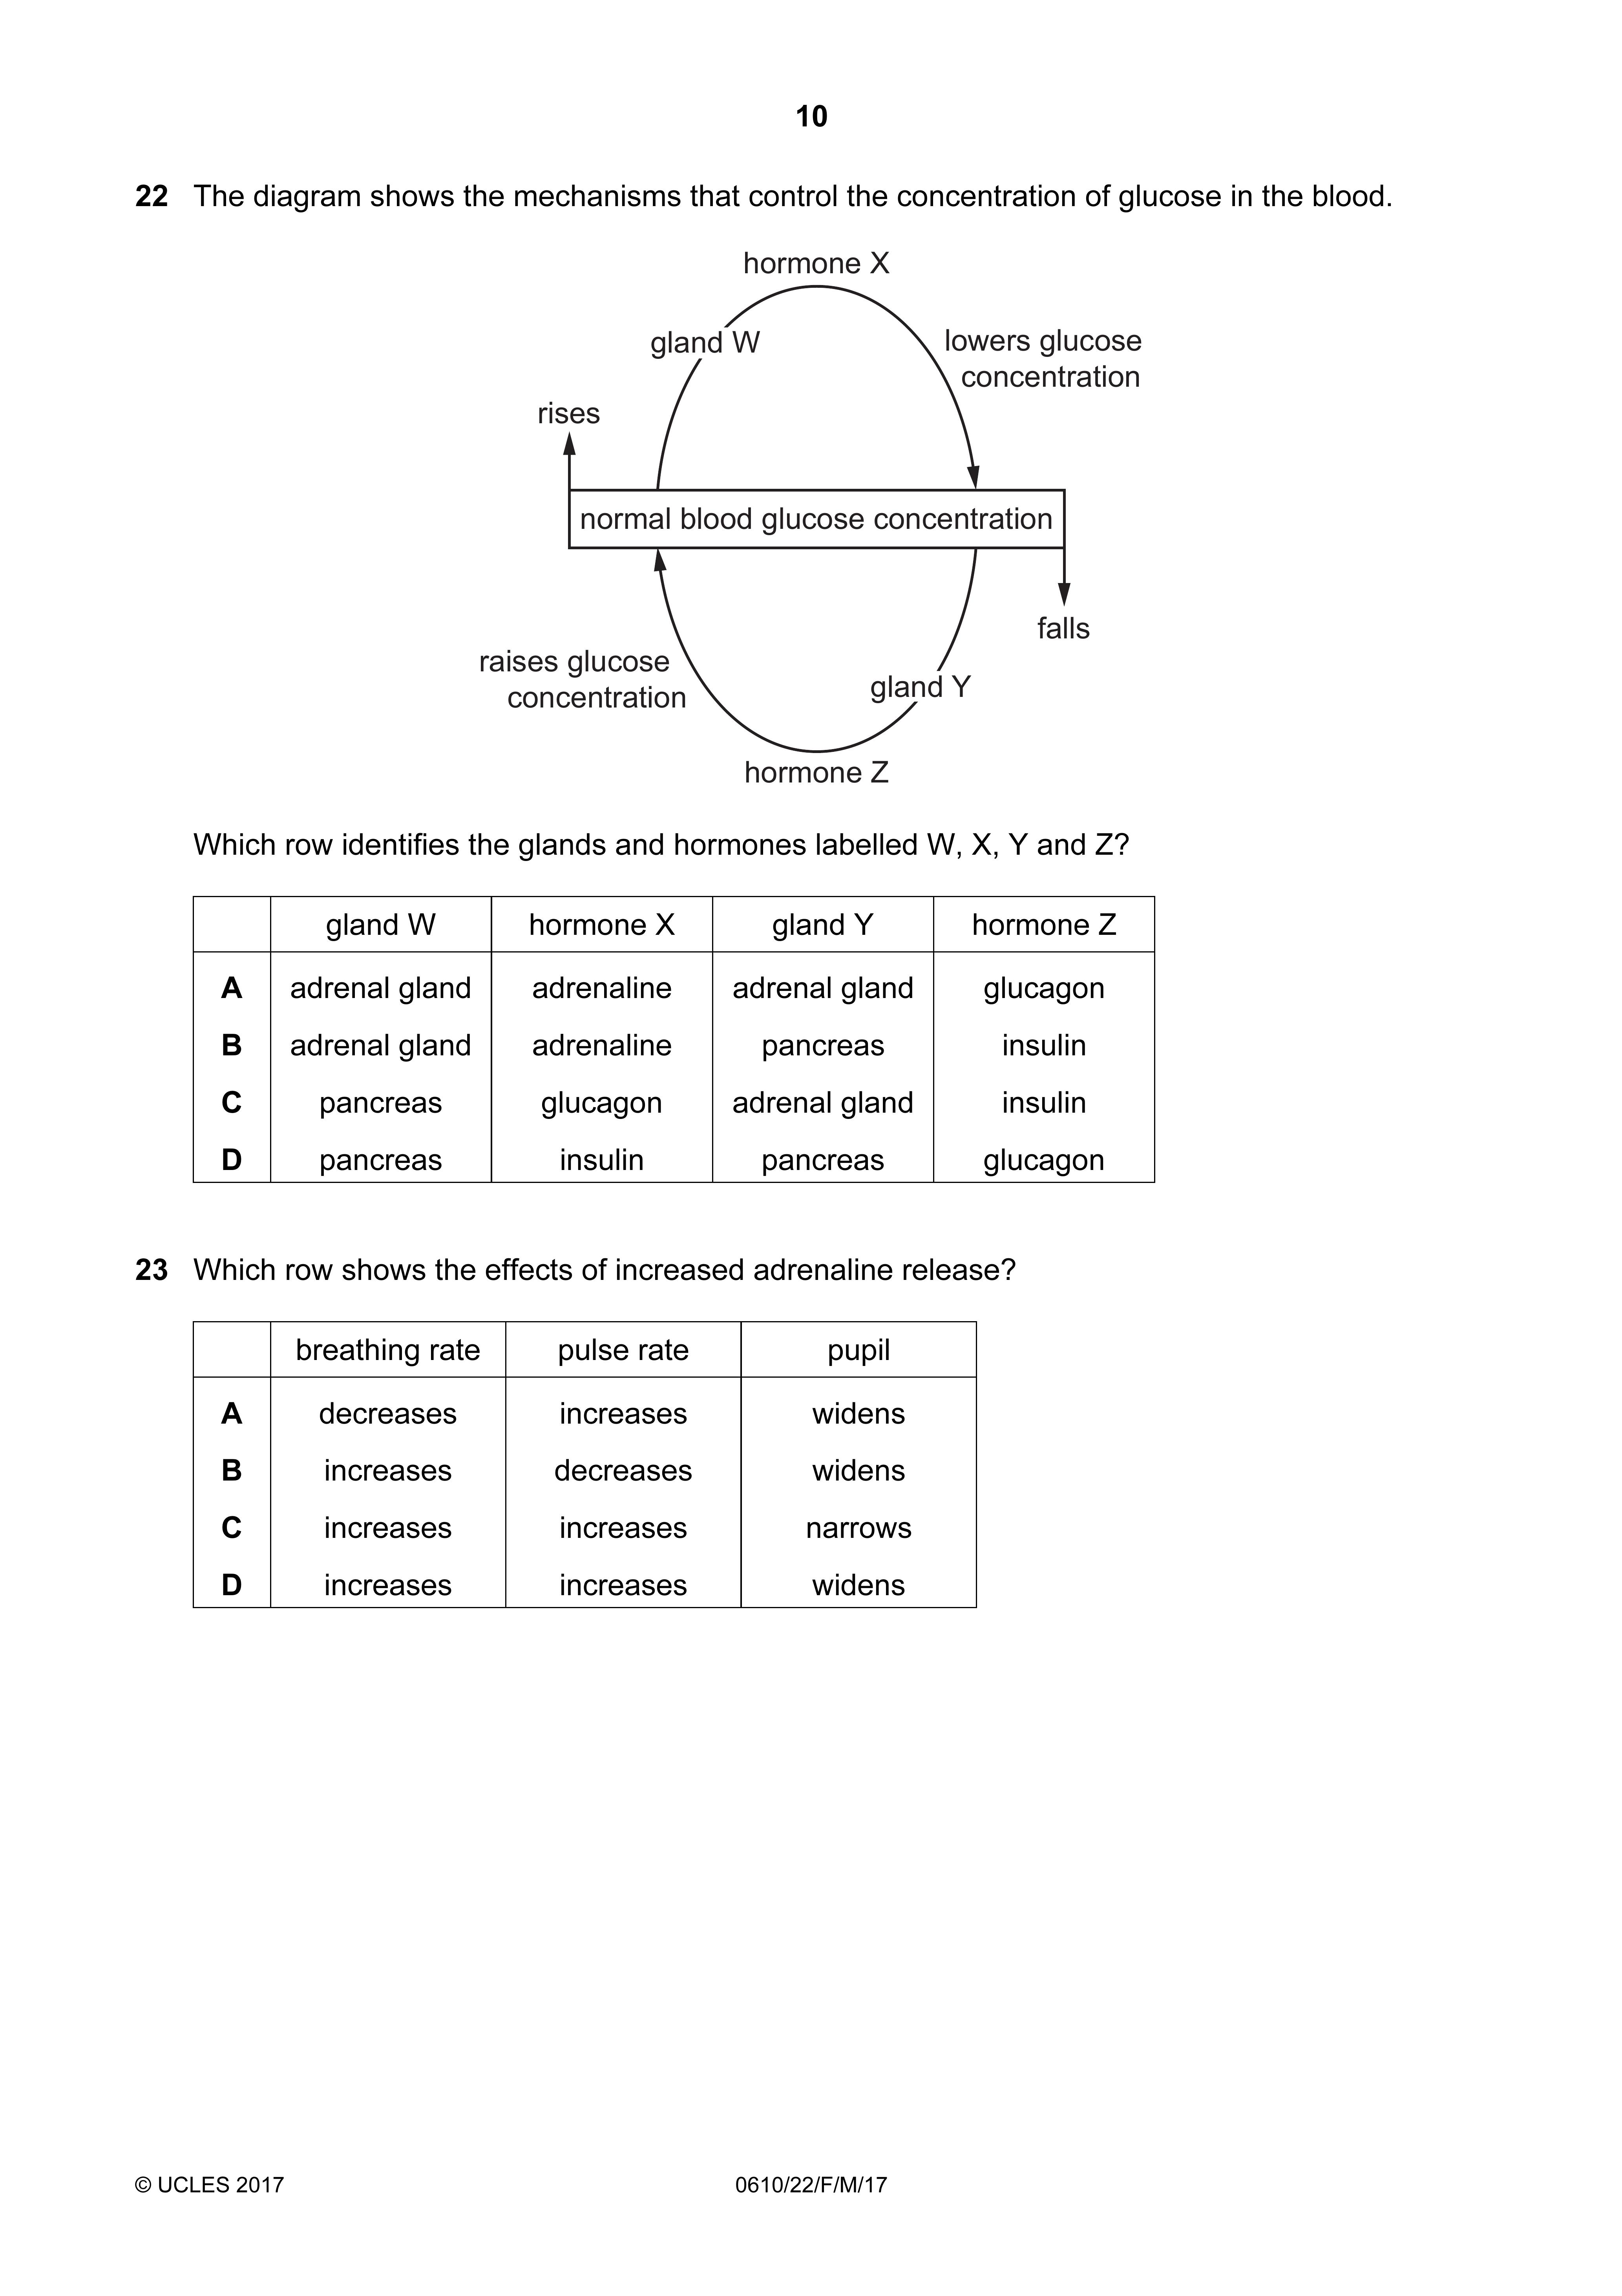 10
22 The diagram shows the mechanisms that control the concentration of glucose in the blood.
hormone X
gland W
lowers glucose
concentration
rises
normal blood glucose concentration
falls
raises glucose
concentration
gland Y
hormone Z
Which row identifies the glands and hormones labelled W, X, Y and Z?
gland W hormone X gland Y hormone Z
A adrenal gland adrenaline adrenal gland glucagon
B adrenal gland adrenaline pancreas insulin
C pancreas glucagon adrenal gland insulin
D pancreas insulin pancreas glucagon
23 Which row shows the effects of increased adrenaline release?
breathing rate pulse rate pupil
A decreases increases widens
B increases decreases widens
C increases increases narrows
D increases increases widens
© UCLES 2017 0610/22/F/M/17